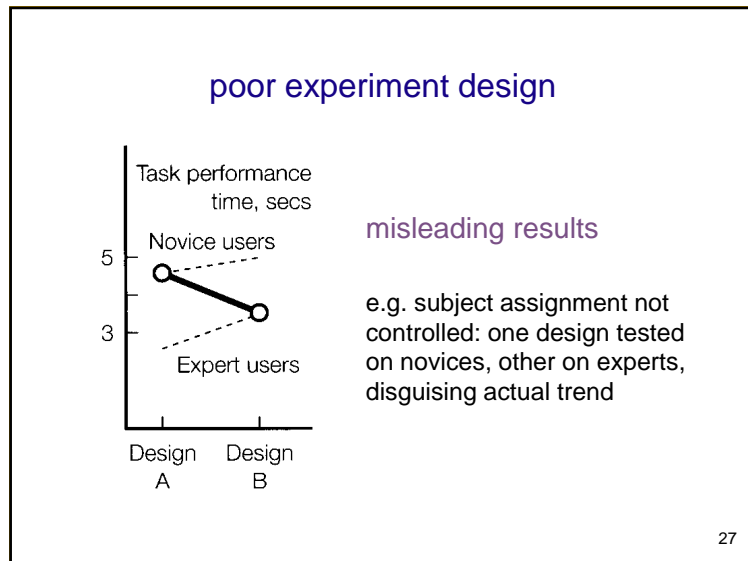 poor experiment design
Task performance
time, secs
Novice users
5
3
Expert users
Design
A
Design
B
misleading results
e.g. subject assignment not
controlled: one design tested
on novices, other on experts,
disguising actual trend
27